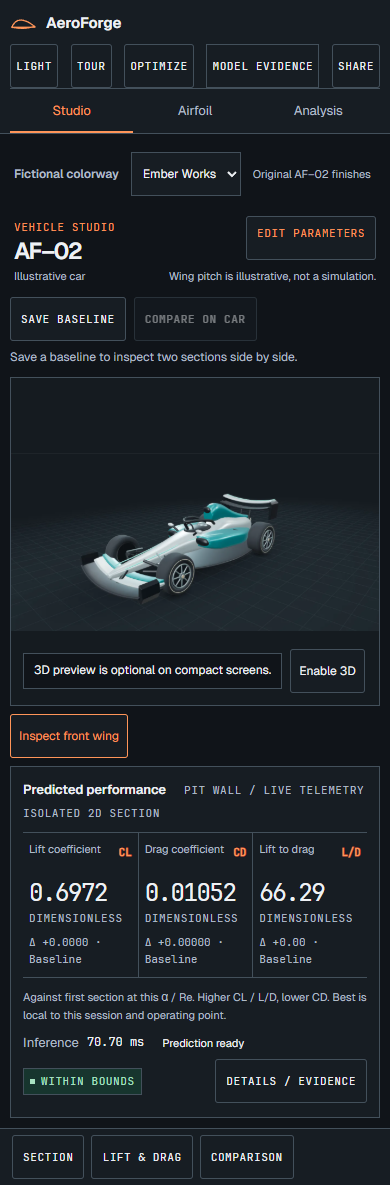 AeroForge
LIGHT TOUR OPTIMIZE MODEL EVIDENCE SHARE
Studio Airfoil Analysis
Fictional colorway Ember Works Original AF–02 finishes
VEHICLE STUDIO
AF–02
EDIT PARAMETERS
Illustrative car Wing pitch is illustrative, not a simulation.
SAVE BASELINE COMPARE ON CAR
Save a baseline to inspect two sections side by side.
3D preview is optional on compact screens. Enable 3D
Inspect front wing
Predicted performance PIT WALL / LIVE TELEMETRY
ISOLATED 2D SECTION
Lift coefficient CL Drag coefficient CD Lift to drag L/D
0.6972 0.01052 66.29
DIMENSIONLESS DIMENSIONLESS DIMENSIONLESS
Δ +0.0000 · Δ +0.00000 · Δ +0.00 ·
Baseline Baseline Baseline
Against first section at this α / Re. Higher CL / L/D, lower CD. Best is
local to this session and operating point.
Inference 70.70 ms Prediction ready
WITHIN BOUNDS DETAILS / EVIDENCE
SECTION LIFT & DRAG COMPARISON